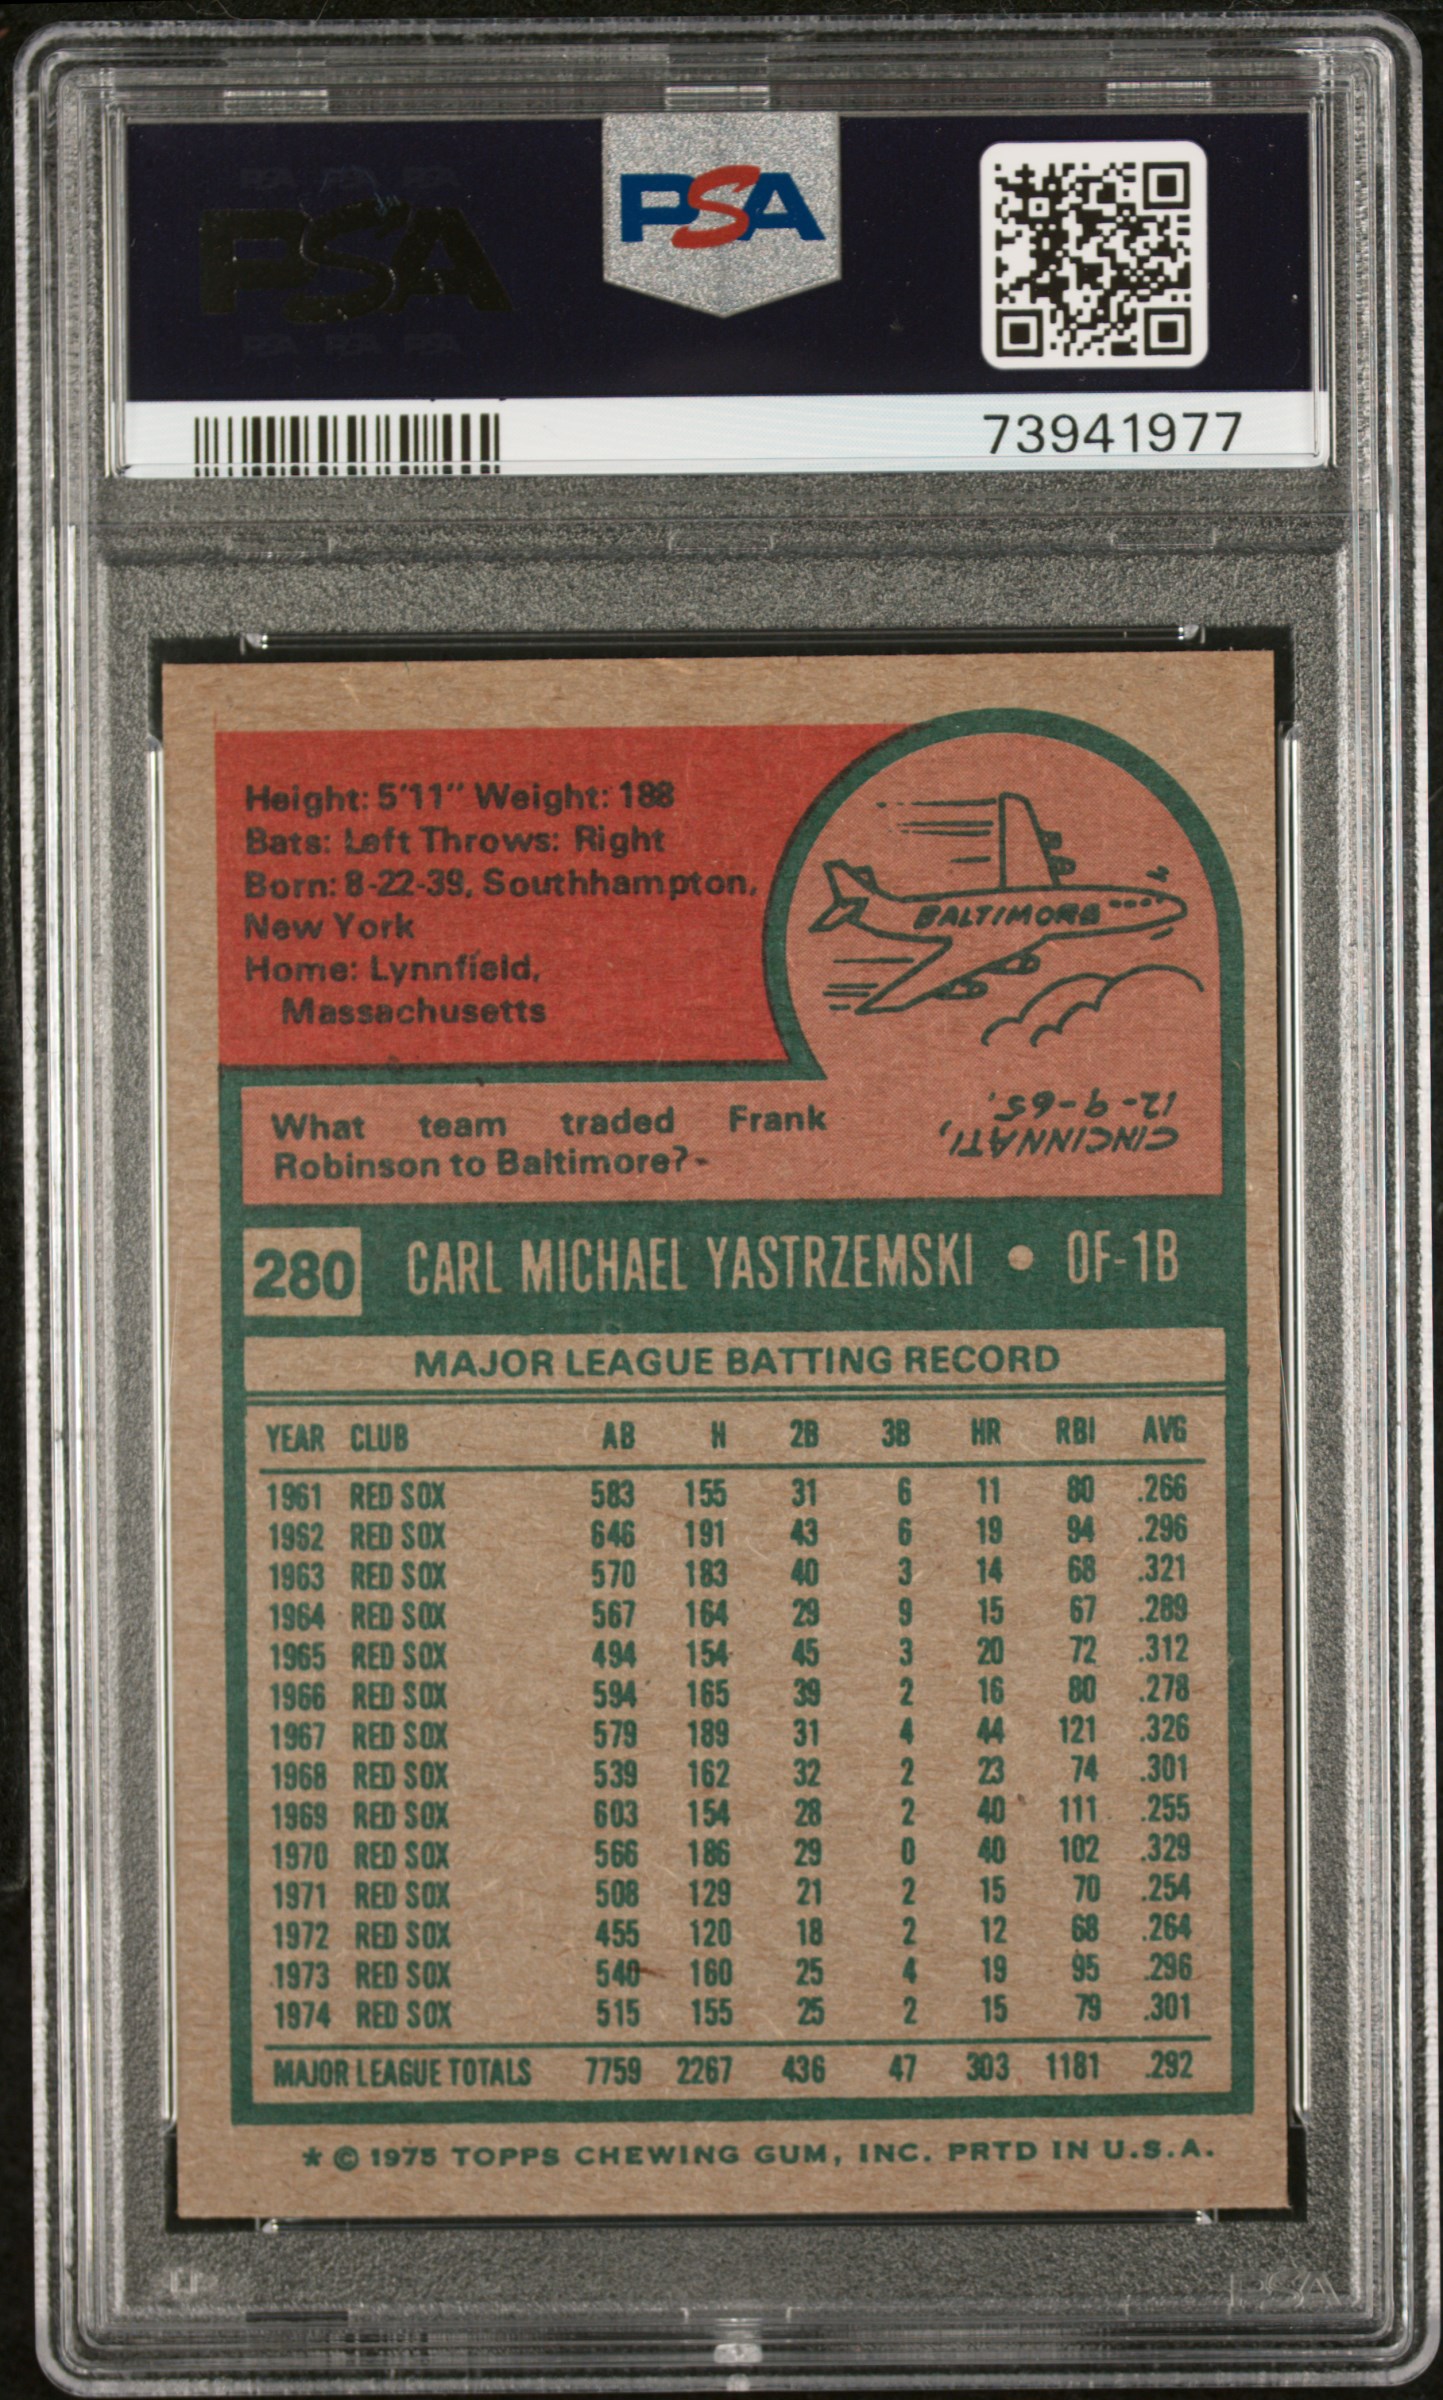 PSA PSA PSA
PSA
PSA PSA PSA
PSA
73941977
Height: 5'11" Weight: 188
Bats: Left Throws: Right
Born: 8-22-39, Southhampton,
New York
Home: Lynnfield,
Massachusetts
BALTIMORE
What team traded Frank
Robinson to Baltimore?
CINCINNATI,
12-9-65.
280 CARL MICHAEL YASTRZEMSKI • OF-1B
MAJOR LEAGUE BATTING RECORD
YEAR CLUB AB H 2B 3B HR RBI AVG
1961 RED SOX 583 155 31 6 11 80 .266
1962 RED SOX 646 191 43 6 19 94 .296
1963 RED SOX 570 183 40 3 14 68 .321
1964 RED SOX 567 164 29 9 15 67 .289
1965 RED SOX 494 154 45 3 20 72 .312
1966 RED SOX 594 165 39 2 16 80 .278
1967 RED SOX 579 189 31 4 44 121 .326
1968 RED SOX 539 162 32 2 23 74 .301
1969 RED SOX 603 154 28 2 40 111 .255
1970 RED SOX 566 186 29 0 40 102 .329
1971 RED SOX 508 129 21 2 15 70 .254
1972 RED SOX 455 120 18 2 12 68 .264
1973 RED SOX 540 160 25 4 19 95 .296
1974 RED SOX 515 155 25 2 15 79 .301
MAJOR LEAGUE TOTALS 7759 2267 436 47 303 1181 .292
* © 1975 TOPPS CHEWING GUM, INC. PRTD IN U.S.A.
PSA